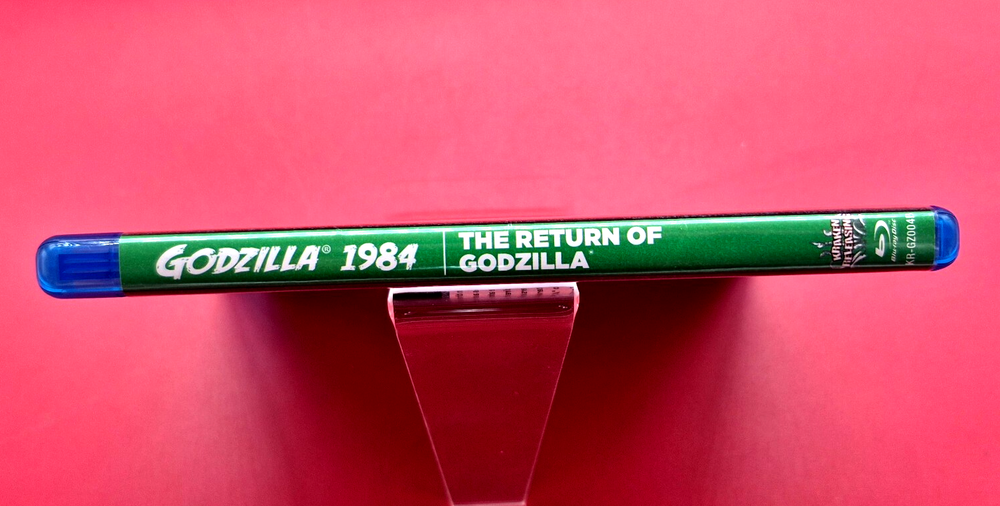 GODZILLA® 1984
THE RETURN OF
GODZILLA
KRAKEN
RELEASING
Blu-ray Disc
KR-GZ004